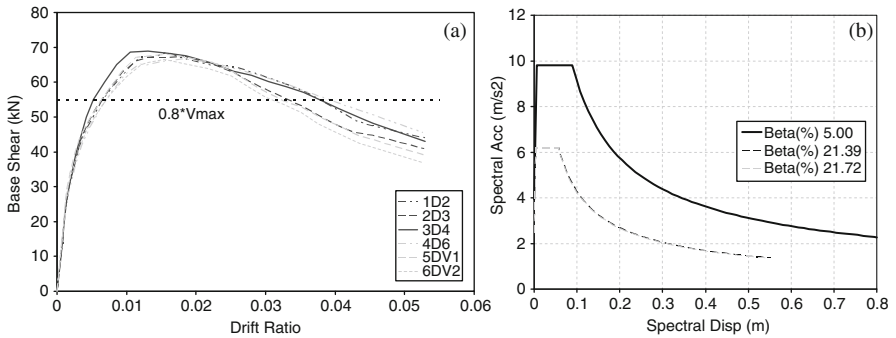 (a)
Base Shear (kN)
80
70
60
50
40
30
20
10
0
0.8*Vmax
1D2
2D3
3D4
4D6
5DV1
6DV2
0 0.01 0.02 0.03 0.04 0.05 0.06
Drift Ratio
(b)
Spectral Acc (m/s2)
12
10
8
6
4
2
0
Beta(%) 5.00
Beta(%) 21.39
Beta(%) 21.72
0 0.1 0.2 0.3 0.4 0.5 0.6 0.7 0.8
Spectral Disp (m)